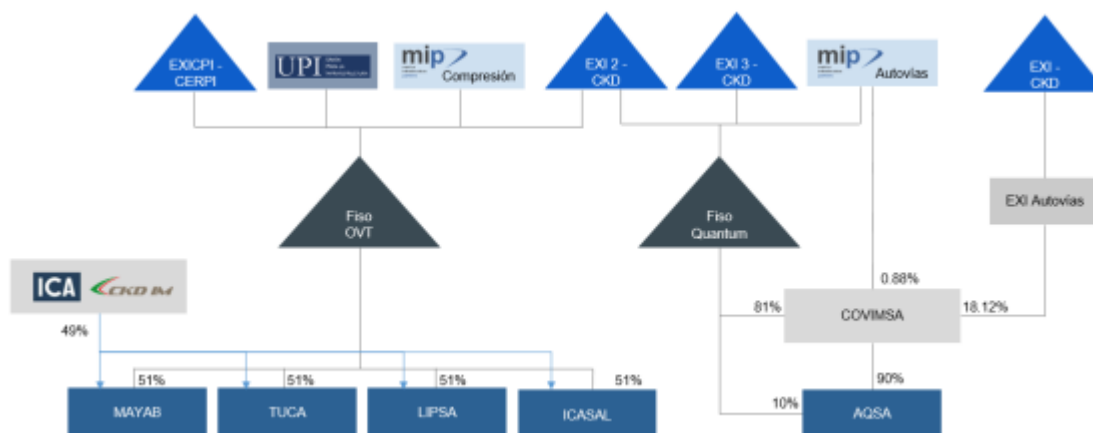 EXICPI -
CERPI
UPI
mip
Compresión
EXI 2 -
CKD
EXI 3 -
CKD
mip
Autovías
EXI -
CKD
EXI Autovías
Fiso
OVT
Fiso
Quantum
ICA CKD IM
49%
0.88%
81%
COVIMSA
18.12%
51%
51%
51%
51%
90%
10%
MAYAB
TUCA
LIPSA
ICASAL
AQSA